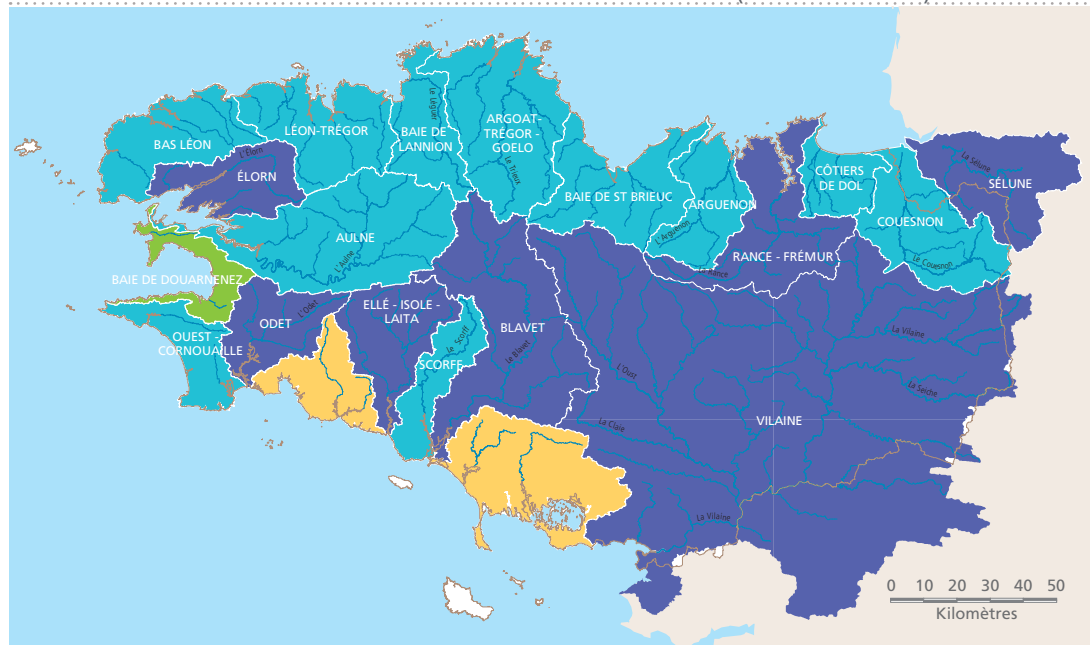 BAS LÉON
L'Élorn
ÉLORN
LÉON-TRÉGOR
BAIE DE
LANNION
Le Léguer
ARGOAT-
TRÉGOR -
GOELO
Le Trieux
BAIE DE ST BRIEUC
ARGUENON
L'Arguenon
CÔTIERS
DE DOL
COUESNON
Le Couesnon
La Sélune
SÉLUNE
RANCE - FRÉMUR
La Rance
AULNE
L'Aulne
BAIE DE DOUARNENEZ
OUEST -
CORNOUAILLE
ODET
L'Odet
ELLÉ - ISOLE -
LAITA
SCORFF
Le Scorff
BLAVET
Le Blavet
L'Oust
La Claie
La Vilaine
La Seiche
VILAINE
La Vilaine
0 10 20 30 40 50
Kilomètres